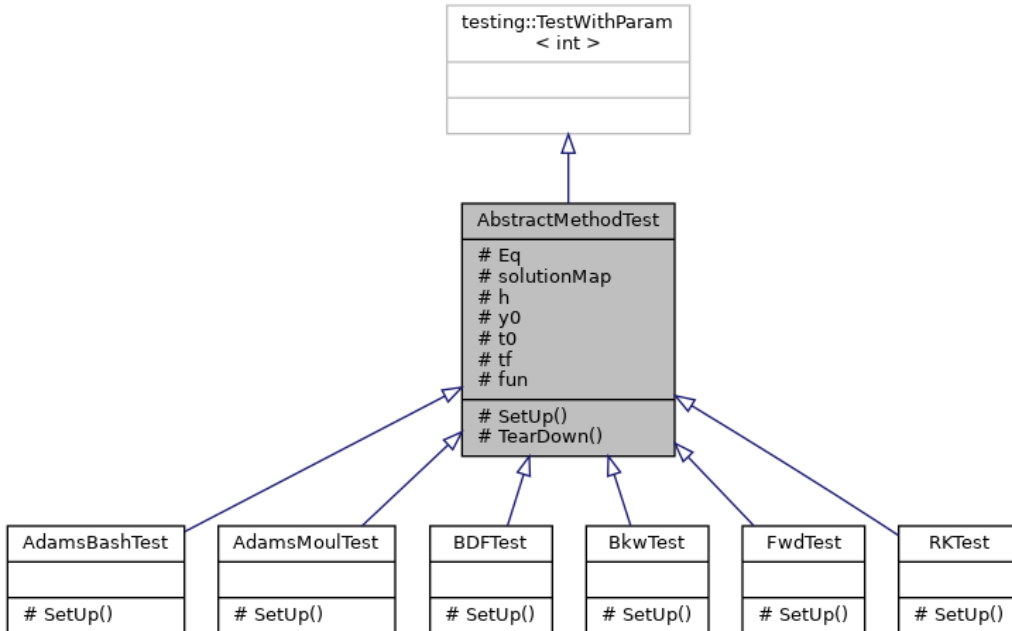 testing::TestWithParam
< int >
AbstractMethodTest
# Eq
# solutionMap
# h
# y0
# t0
# tf
# fun
# SetUp()
# TearDown()
AdamsBashTest
# SetUp()
AdamsMoulTest
# SetUp()
BDFTest
# SetUp()
BkwTest
# SetUp()
FwdTest
# SetUp()
RKTest
# SetUp()